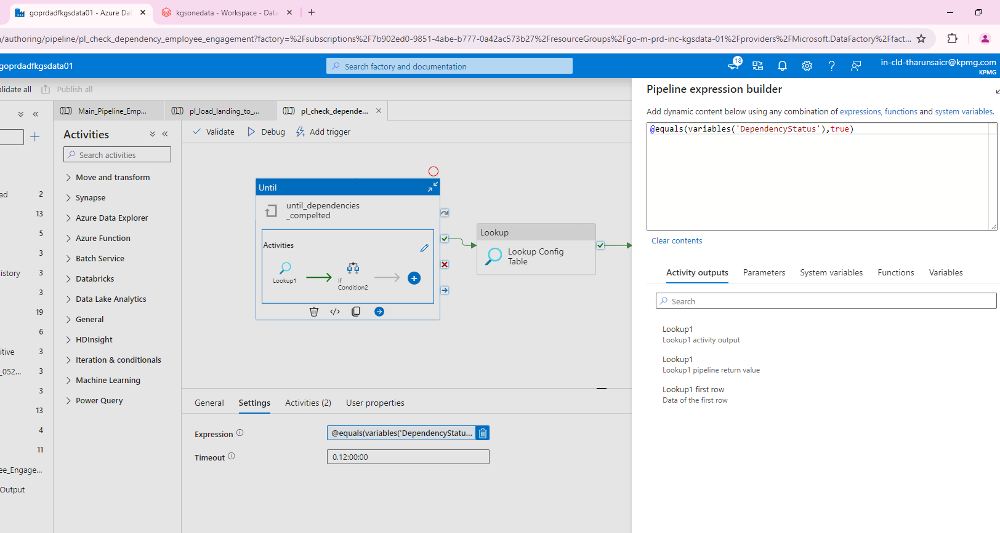 goprdadfkgsdata01 - Azure Dat
kgsonedata - Workspace - Data
/authoring/pipeline/pl_check_dependency_employee_engagement?factory=%2Fsubscriptions%2F7b902ed0-9851-4abe-b777-0a42ac573b27%2FresourceGroups%2Fgo-m-prd-inc-kgsdata-01%2Fproviders%2FMicrosoft.DataFactory%2Ffact...
goprdadfkgsdata01
Search factory and documentation
18
in-cld-tharunsaicr@kpmg.com
KPMG
alidate all
Publish all
Main_Pipeline_Emp...
pl_load_landing_to_...
pl_check_depende...
Activities
Search activities
Move and transform
Synapse
Azure Data Explorer
Azure Function
Batch Service
Databricks
Data Lake Analytics
General
HDInsight
Iteration & conditionals
Machine Learning
Power Query
ad 2
13
5
3
istory 3
3
19
6
itive 3
_052... 3
3
13
4
11
ee_Engage...
Output
Validate
Debug
Add trigger
Until
until_dependencies
_compelted
Activities
Lookup1
If
Condition2
Lookup
Lookup Config
Table
General
Settings
Activities (2)
User properties
Expression
@equals(variables('DependencyStatu...
Timeout
0.12:00:00
Pipeline expression builder
Add dynamic content below using any combination of expressions, functions and system variables.
@equals(variables('DependencyStatus'),true)
Clear contents
Activity outputs
Parameters
System variables
Functions
Variables
Search
Lookup1
Lookup1 activity output
Lookup1
Lookup1 pipeline return value
Lookup1 first row
Data of the first row